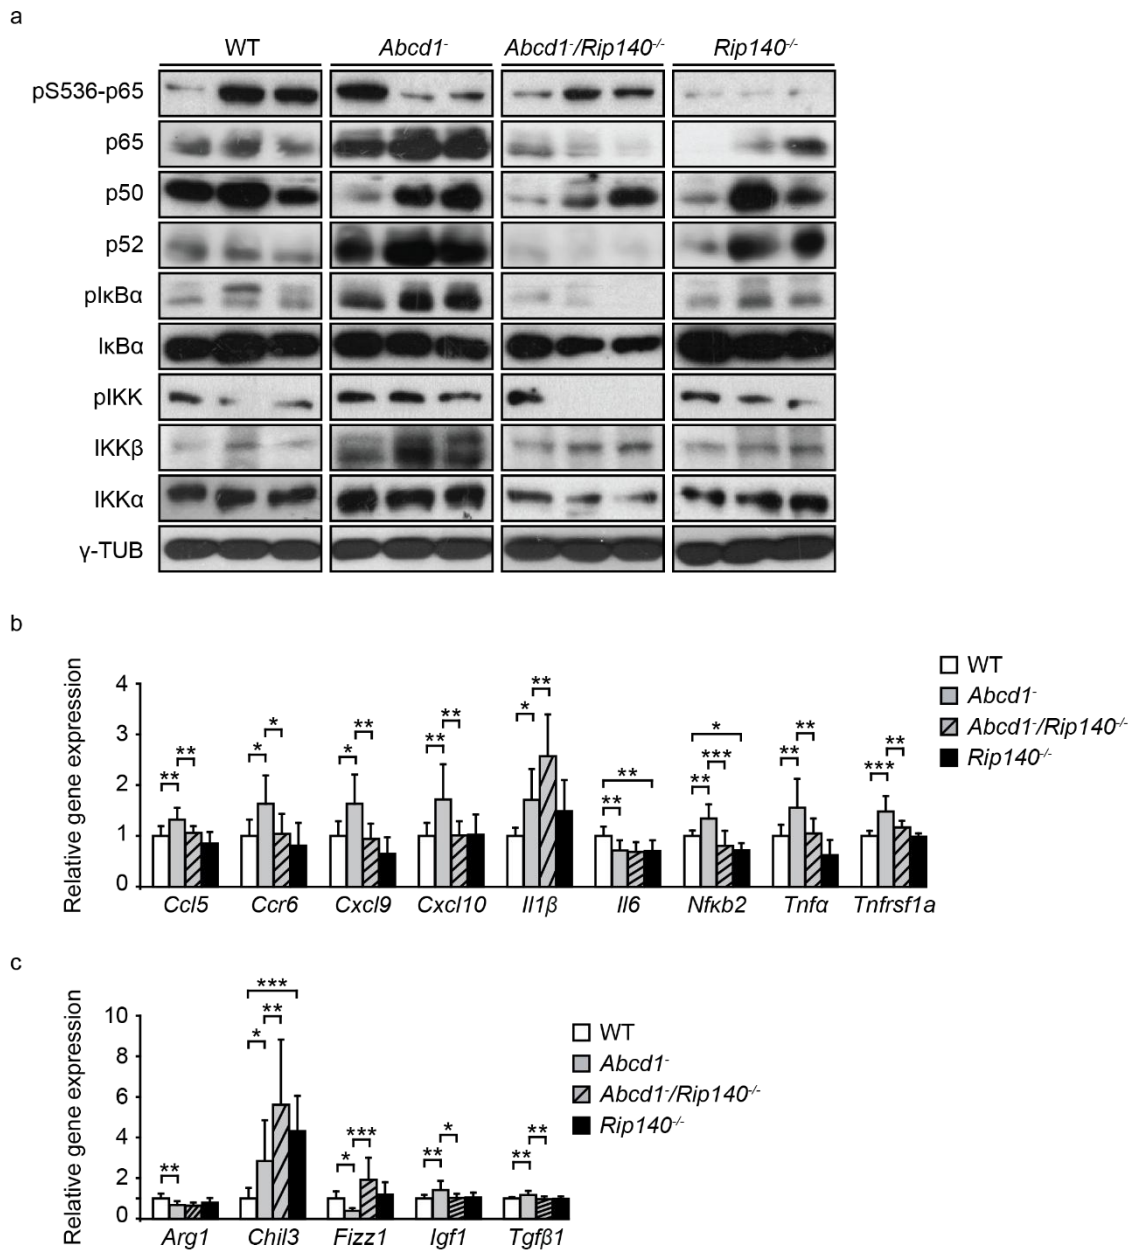 a
WT Abcd1⁻ Abcd1⁻/Rip140⁻/⁻ Rip140⁻/⁻
pS536-p65
p65
p50
p52
pIκBα
IκBα
pIKK
IKKβ
IKKα
γ-TUB
b
Relative gene expression
4
3
2
1
0
** ** * * * ** ** ** * ** ** ** ** *** * ** ** *** **
Ccl5 Ccr6 Cxcl9 Cxcl10 Il1β Il6 Nfκb2 Tnfα Tnfrsf1a
WT
Abcd1⁻
Abcd1⁻/Rip140⁻/⁻
Rip140⁻/⁻
c
Relative gene expression
10
8
6
4
2
1
0
** * ** *** * *** ** * ** **
Arg1 Chil3 Fizz1 Igf1 Tgfβ1
WT
Abcd1⁻
Abcd1⁻/Rip140⁻/⁻
Rip140⁻/⁻